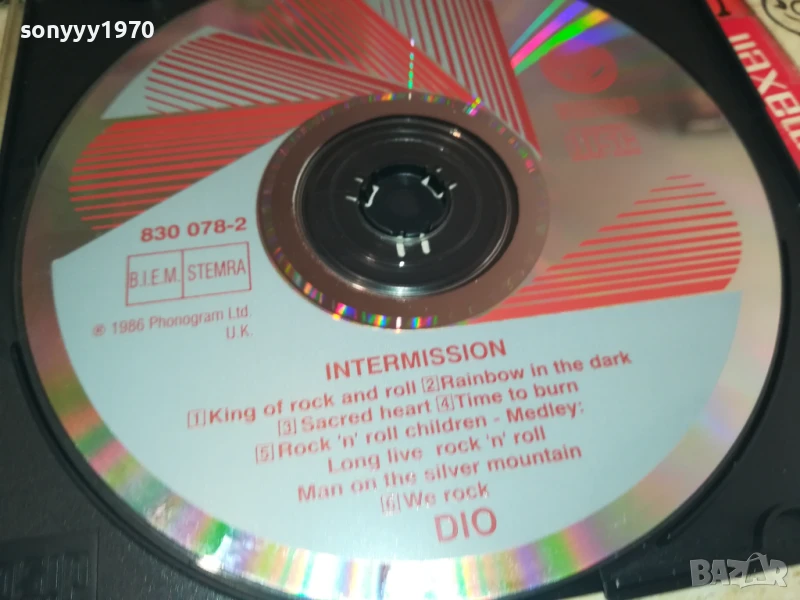 sonyyy1970
maxell
830 078-2
B.I.E.M. STEMRA
℗ 1986 Phonogram Ltd.
U.K.
INTERMISSION
1 King of rock and roll 2 Rainbow in the dark
3 Sacred heart 4 Time to burn
5 Rock 'n' roll children - Medley:
Long live rock 'n' roll
Man on the silver mountain
6 We rock
DIO
BAZAR